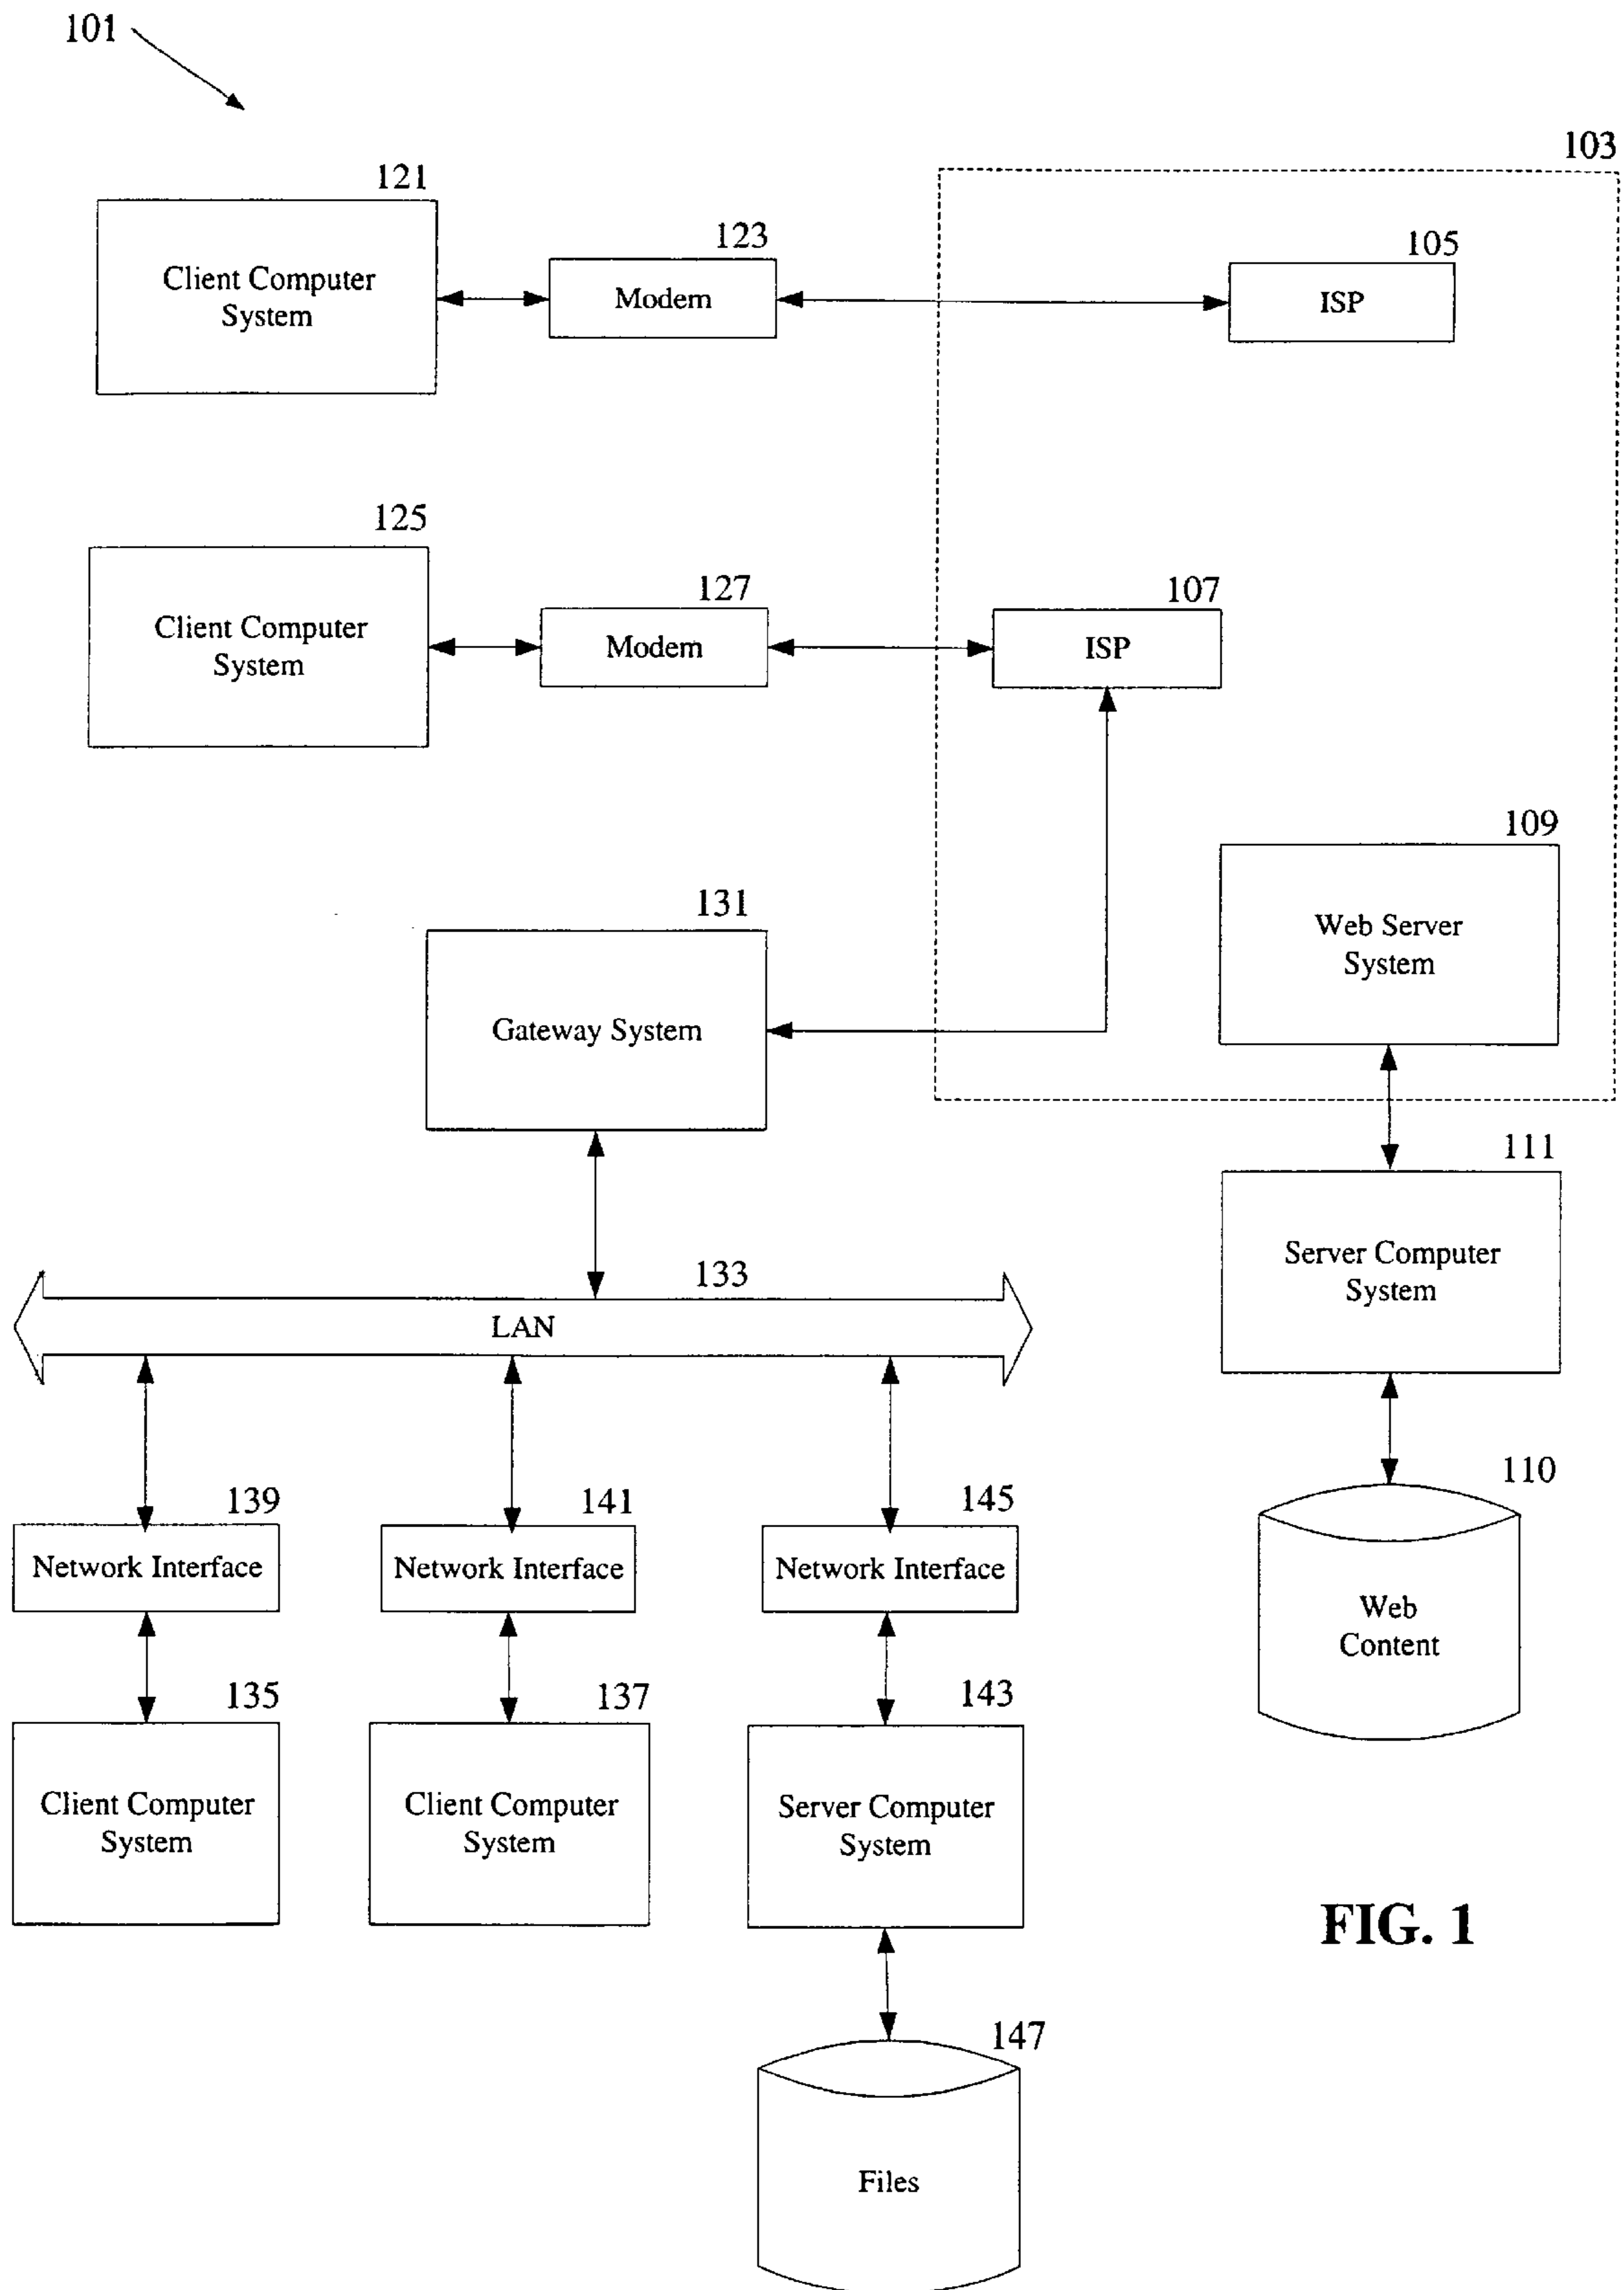 101
103
121
123
105
Client Computer
System
Modem
ISP
125
127
107
Client Computer
System
Modem
ISP
109
Web Server
System
131
Gateway System
111
Server Computer
System
133
LAN
110
Web
Content
139
141
145
Network Interface
Network Interface
Network Interface
135
137
143
Client Computer
System
Client Computer
System
Server Computer
System
FIG. 1
147
Files